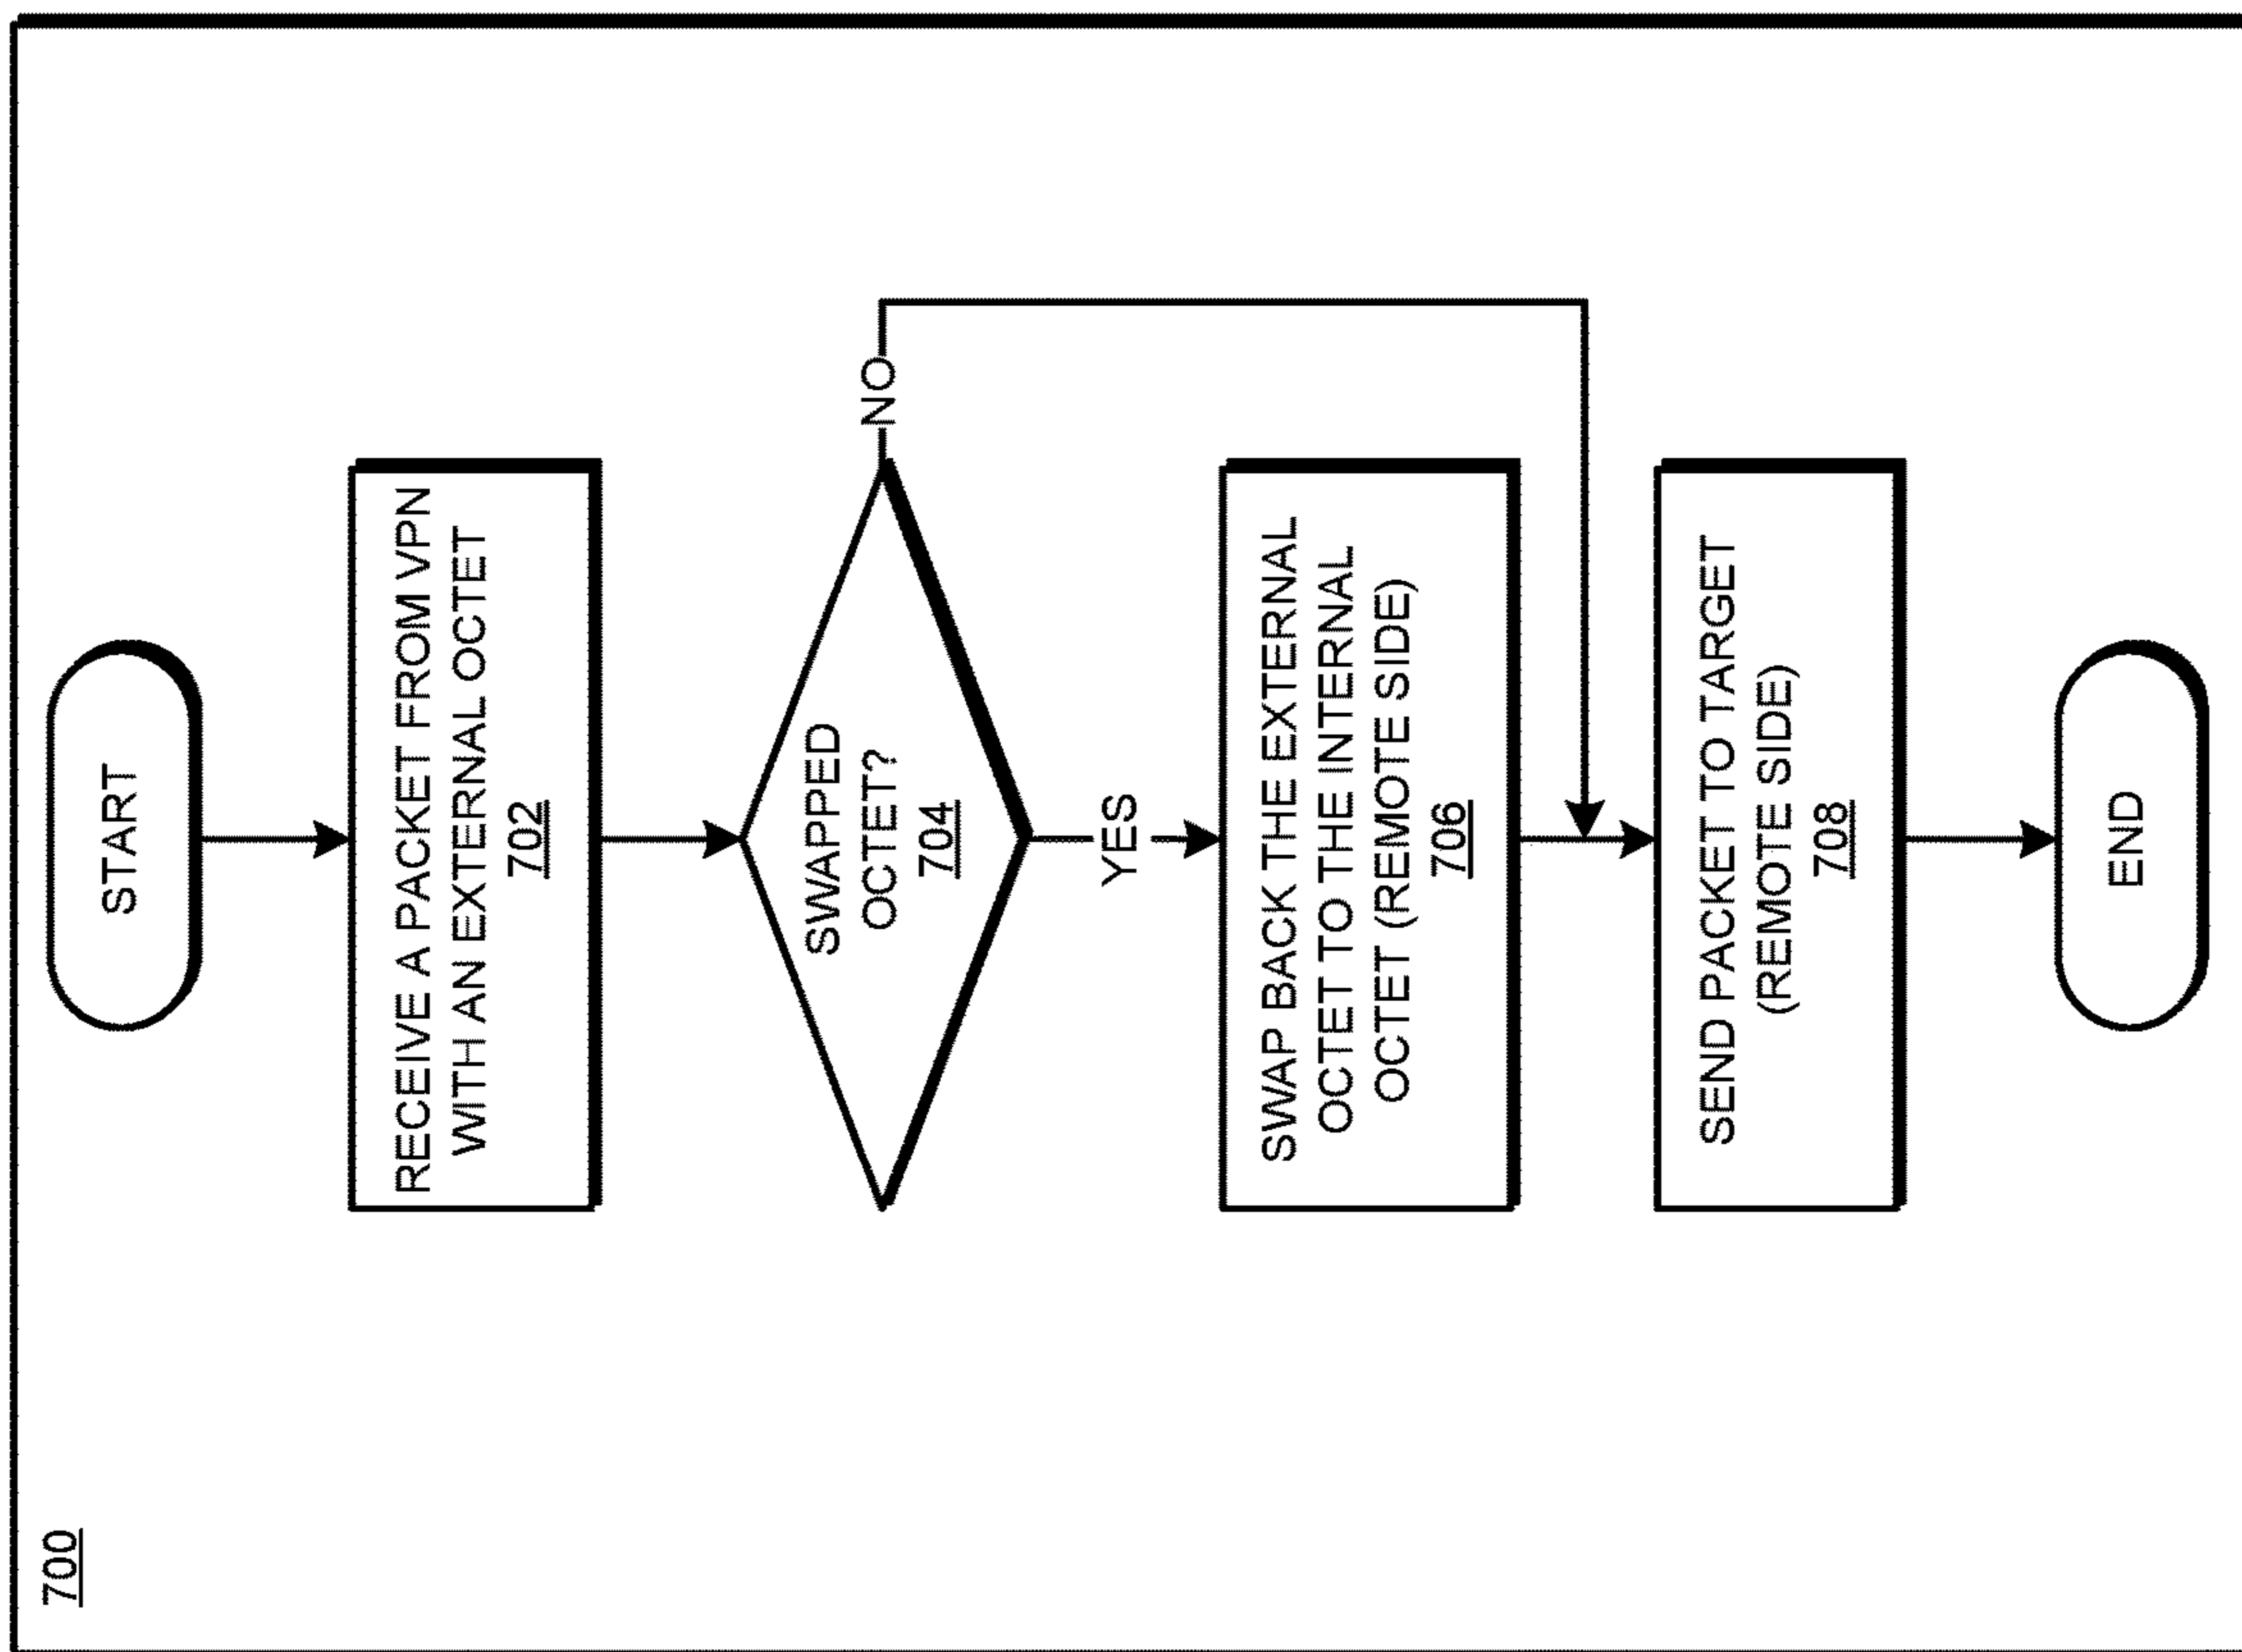 700
START
RECEIVE A PACKET FROM VPN
WITH AN EXTERNAL OCTET
702
SWAPPED
OCTET?
704
NO
YES
SWAP BACK THE EXTERNAL
OCTET TO THE INTERNAL
OCTET (REMOTE SIDE)
706
SEND PACKET TO TARGET
(REMOTE SIDE)
708
END